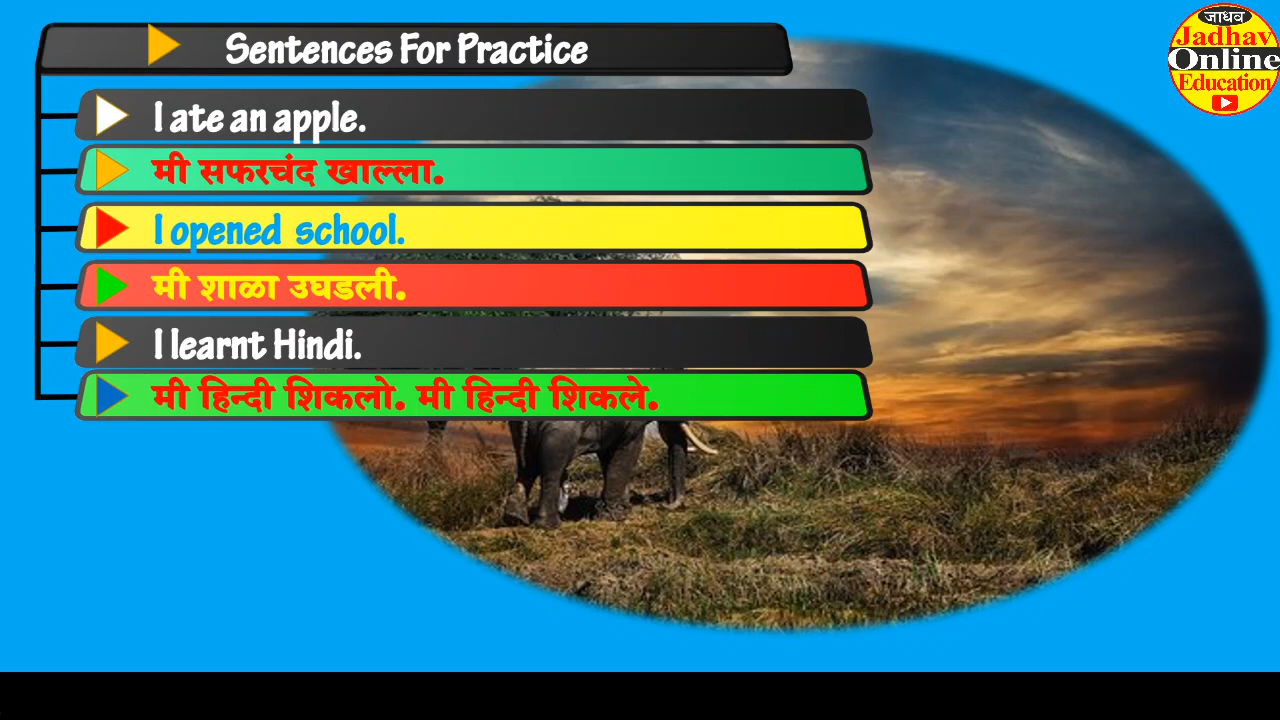 Sentences For Practice
I ate an apple.
मी सफरचंद खाल्ला.
I opened school.
मी शाळा उघडली.
I learnt Hindi.
मी हिन्दी शिकलो. मी हिन्दी शिकले.
जाधव
Jadhav
Online
Education